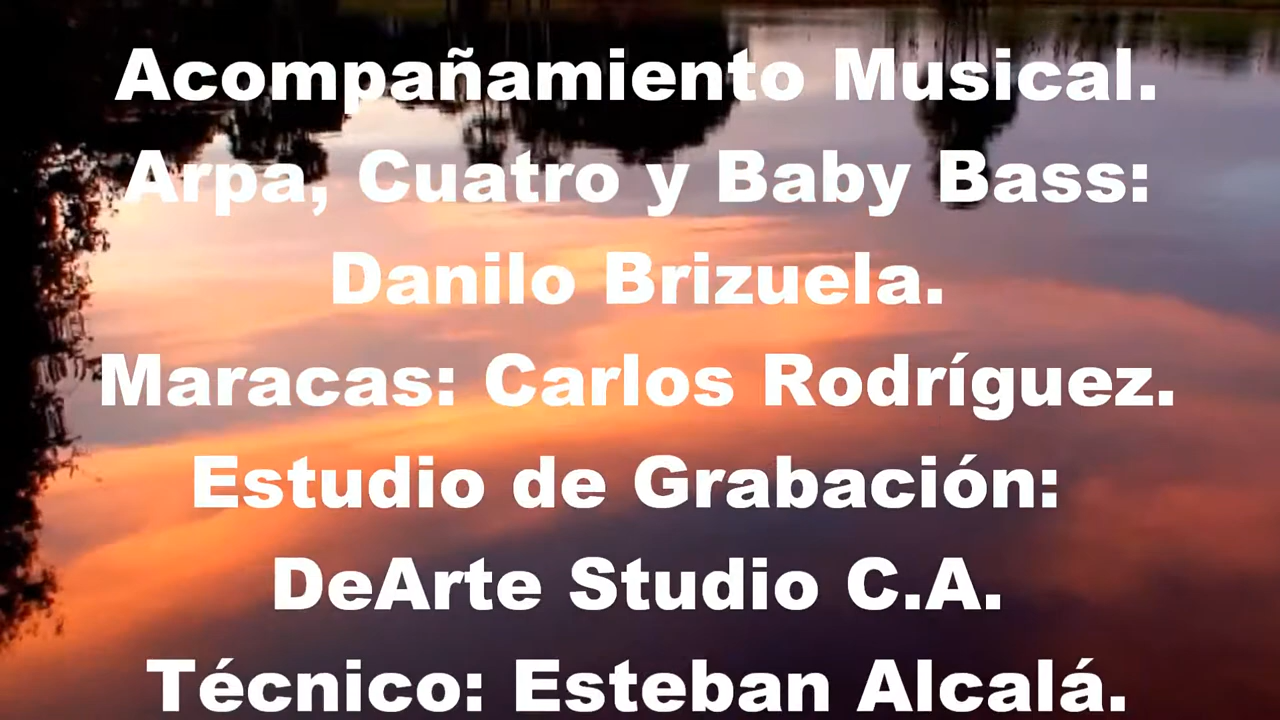 Acompañamiento Musical.
Arpa, Cuatro y Baby Bass:
Danilo Brizuela.
Maracas: Carlos Rodríguez.
Estudio de Grabación:
DeArte Studio C.A.
Técnico: Esteban Alcalá.